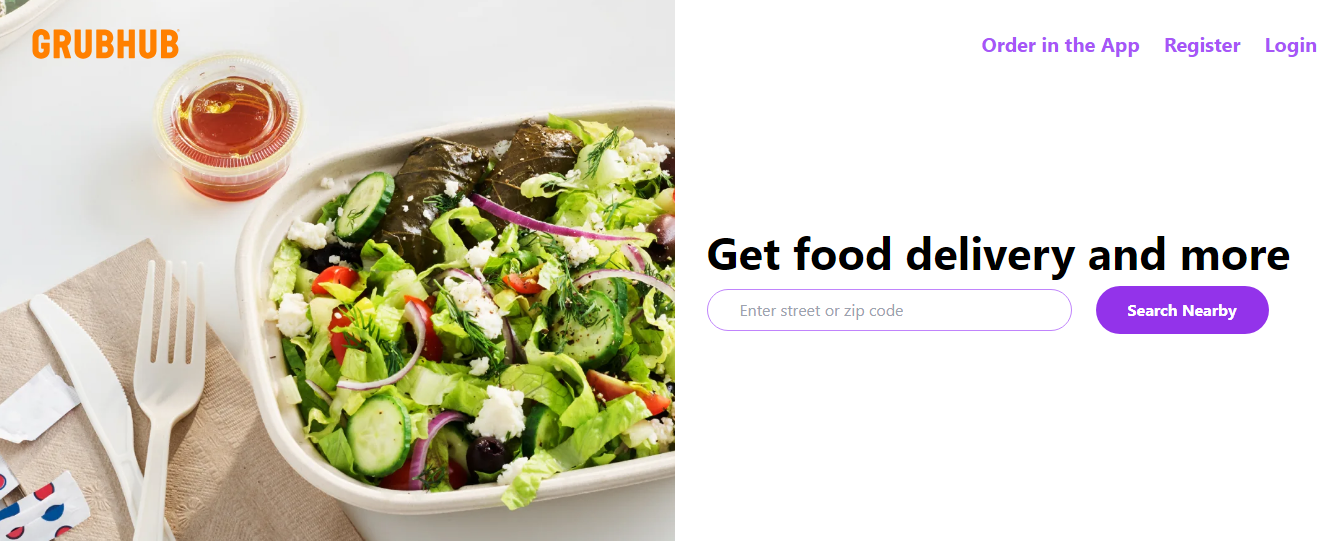 GRUBHUB
Order in the App Register Login
Get food delivery and more
Enter street or zip code
Search Nearby